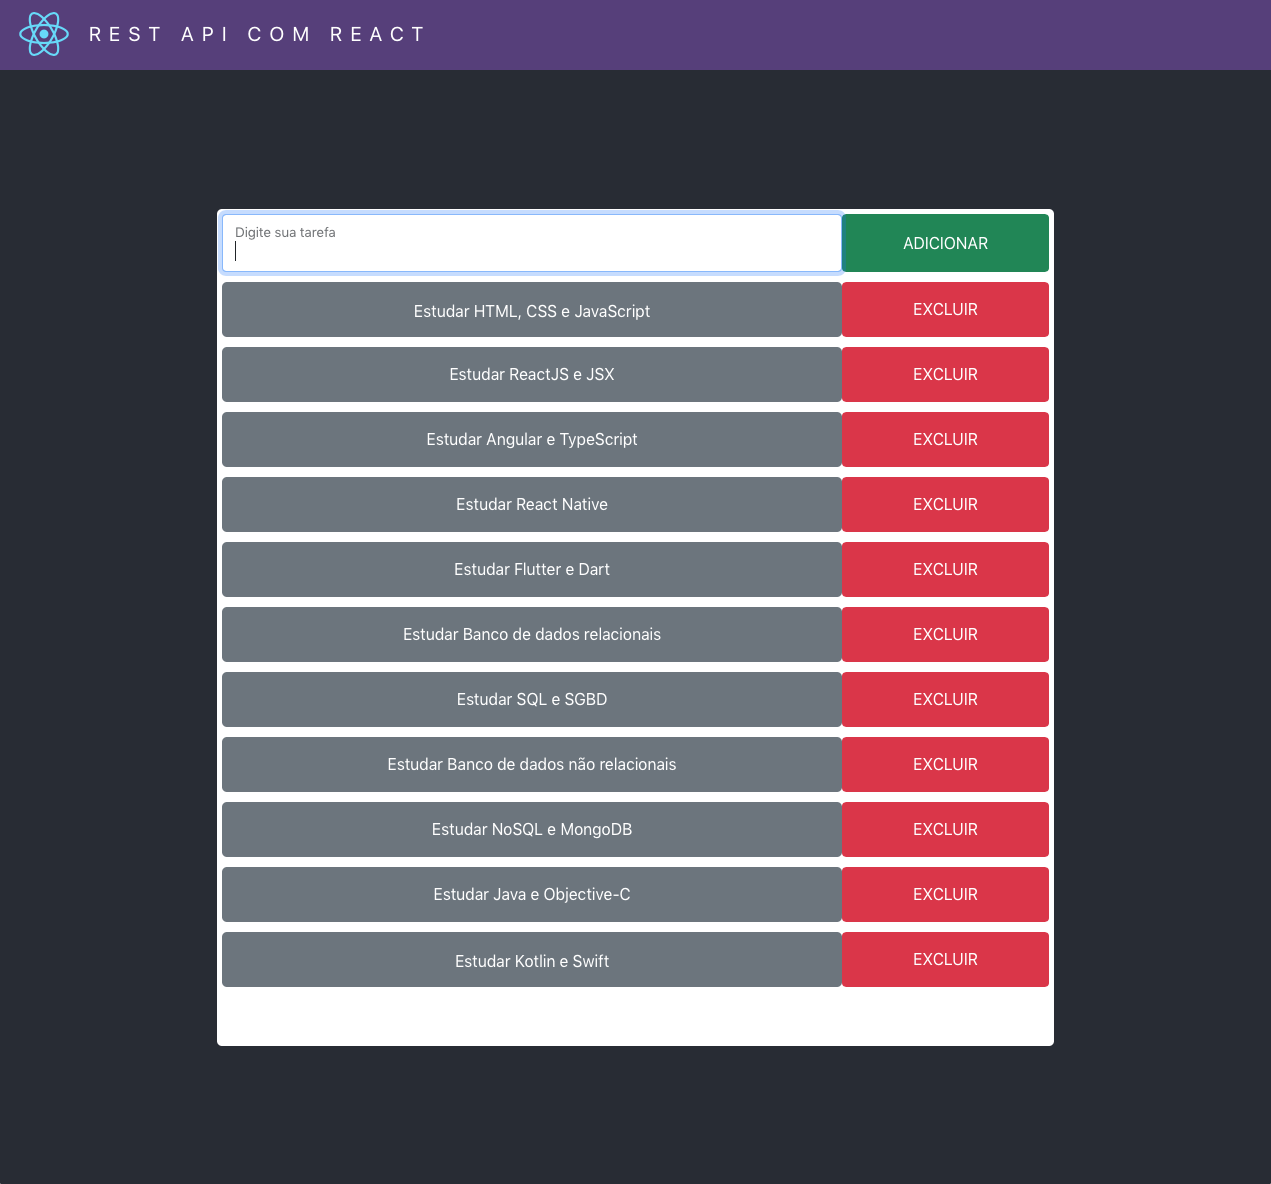 REST API COM REACT
Digite sua tarefa
ADICIONAR
Estudar HTML, CSS e JavaScript
EXCLUIR
Estudar ReactJS e JSX
EXCLUIR
Estudar Angular e TypeScript
EXCLUIR
Estudar React Native
EXCLUIR
Estudar Flutter e Dart
EXCLUIR
Estudar Banco de dados relacionais
EXCLUIR
Estudar SQL e SGBD
EXCLUIR
Estudar Banco de dados não relacionais
EXCLUIR
Estudar NoSQL e MongoDB
EXCLUIR
Estudar Java e Objective-C
EXCLUIR
Estudar Kotlin e Swift
EXCLUIR